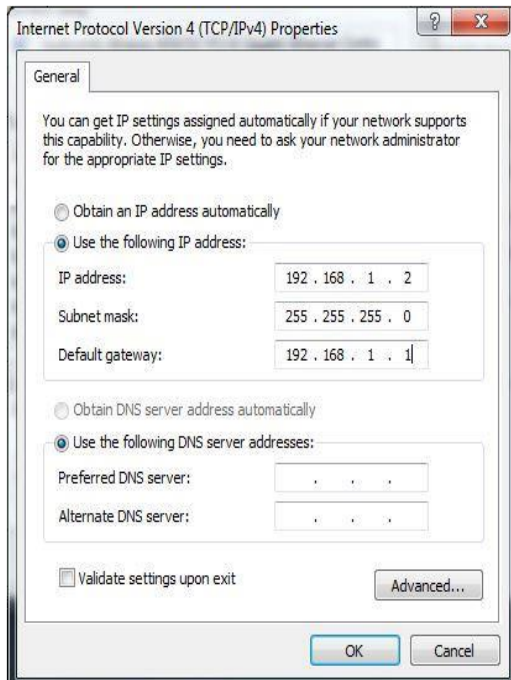 Internet Protocol Version 4 (TCP/IPv4) Properties
?
X
General
You can get IP settings assigned automatically if your network supports
this capability. Otherwise, you need to ask your network administrator
for the appropriate IP settings.
Obtain an IP address automatically
Use the following IP address:
IP address: 192 . 168 . 1 . 2
Subnet mask: 255 . 255 . 255 . 0
Default gateway: 192 . 168 . 1 . 1
Obtain DNS server address automatically
Use the following DNS server addresses:
Preferred DNS server: . . .
Alternate DNS server: . . .
Validate settings upon exit
Advanced...
OK Cancel